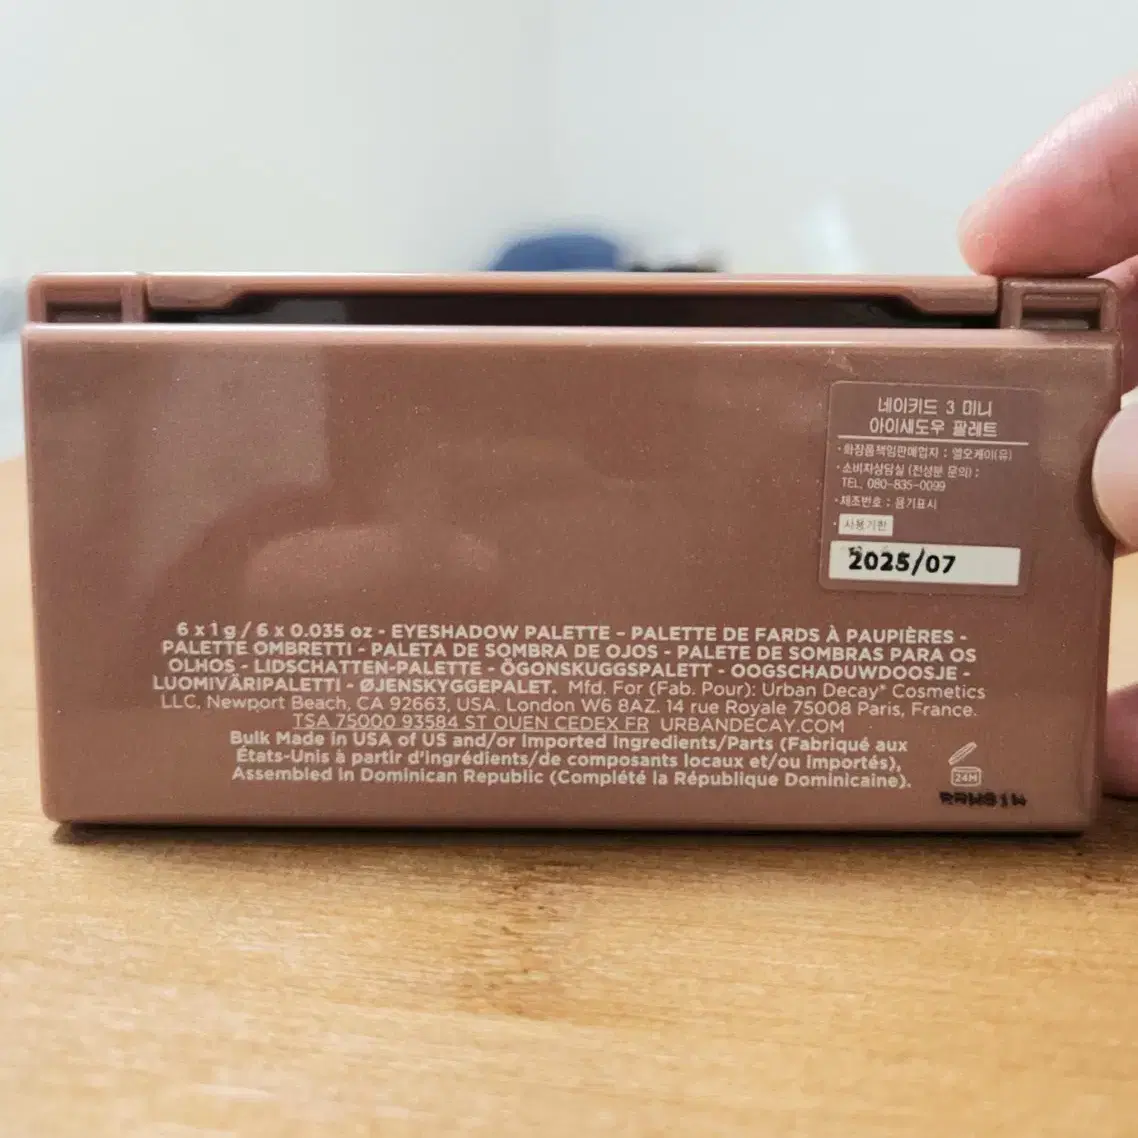 네이키드 3 미니
아이섀도우 팔레트
· 화장품책임판매업자 : 엘오케이(유)
· 소비자상담실 (전성분 문의) :
TEL. 080-835-0099
· 제조번호 : 용기표시
· 사용기한
2025/07
6 x 1 g / 6 x 0.035 oz - EYESHADOW PALETTE - PALETTE DE FARDS À PAUPIÈRES -
PALETTE OMBRETTI - PALETA DE SOMBRA DE OJOS - PALETE DE SOMBRAS PARA OS
OLHOS - LIDSCHATTEN-PALETTE - ÖGONSKUGGSPALETT - OOGSCHADUWDOOSJE -
LUOMIVÄRIPALETTI - ØJENSKYGGEPALET. Mfd. For (Fab. Pour): Urban Decay® Cosmetics
LLC, Newport Beach, CA 92663, USA. London W6 8AZ. 14 rue Royale 75008 Paris, France.
TSA 75000 93584 ST OUEN CEDEX FR URBANDECAY.COM
Bulk Made in USA of US and/or Imported Ingredients/Parts (Fabriqué aux
États-Unis à partir d'ingrédients/de composants locaux et/ou importés),
Assembled in Dominican Republic (Complété la République Dominicaine).
24M